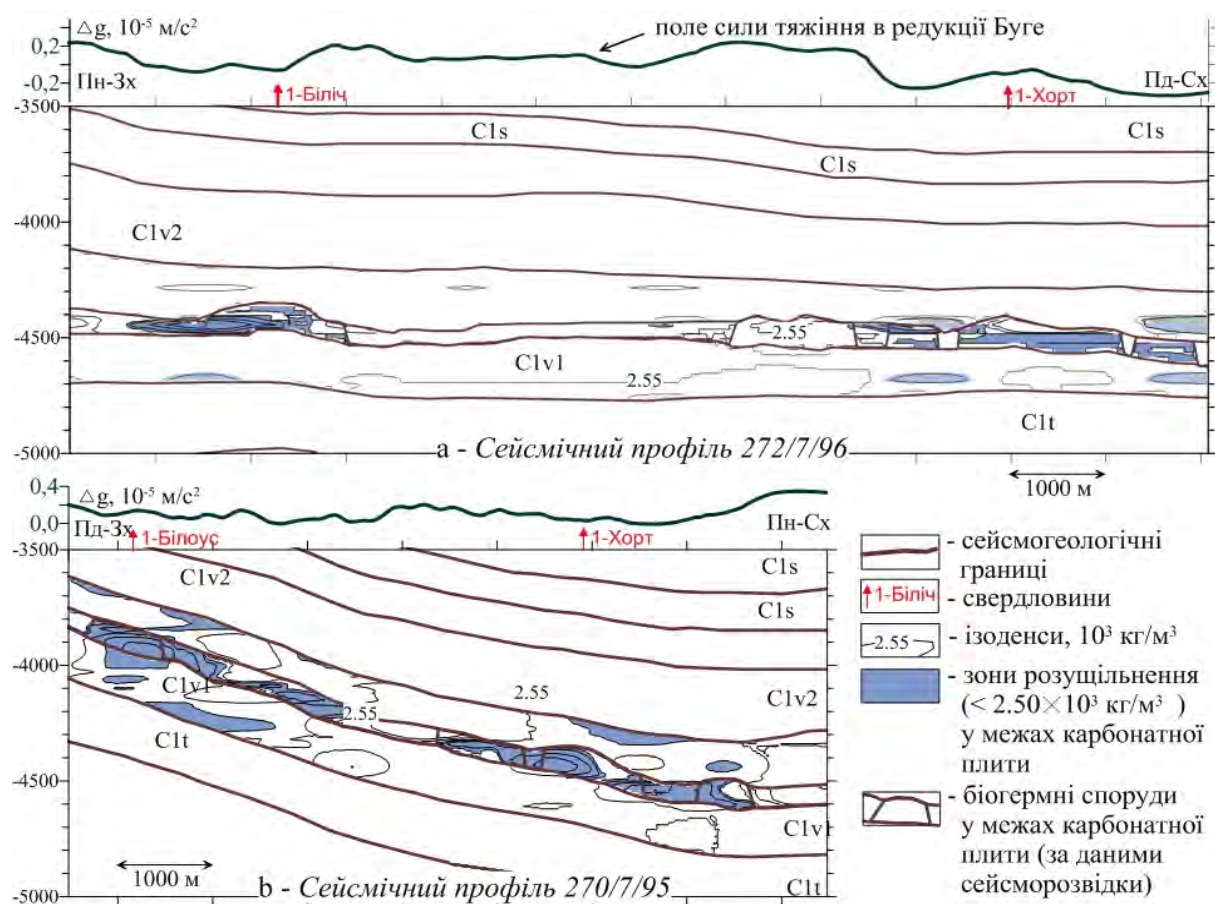 △g, 10⁻⁵ м/с²
поле сили тяжіння в редукції Буге
0,2
-0,2
Пн-Зх
Пд-Сх
1-Біліч
1-Хорт
-3500
C1s
C1s
C1s
-4000
C1v2
-4500
2.55
C1v1
2.55
C1t
-5000
а - Сейсмічний профіль 272/7/96
1000 м
0,4
△g, 10⁻⁵ м/с²
0,0
Пд-Зх
Пн-Сх
1-Білоус
1-Хорт
-3500
C1v2
C1s
C1s
-4000
C1v1
2.55
C1v2
2.55
C1t
-4500
C1v1
1000 м
b - Сейсмічний профіль 270/7/95
-5000
C1t
- сейсмогеологічні
границі
1-Біліч
- свердловини
2.55
- ізоденси, 10³ кг/м³
- зони розущільнення
(< 2.50×10³ кг/м³ )
у межах карбонатної
плити
- біогермні споруди
у межах карбонатної
плити (за даними
сейсморозвідки)